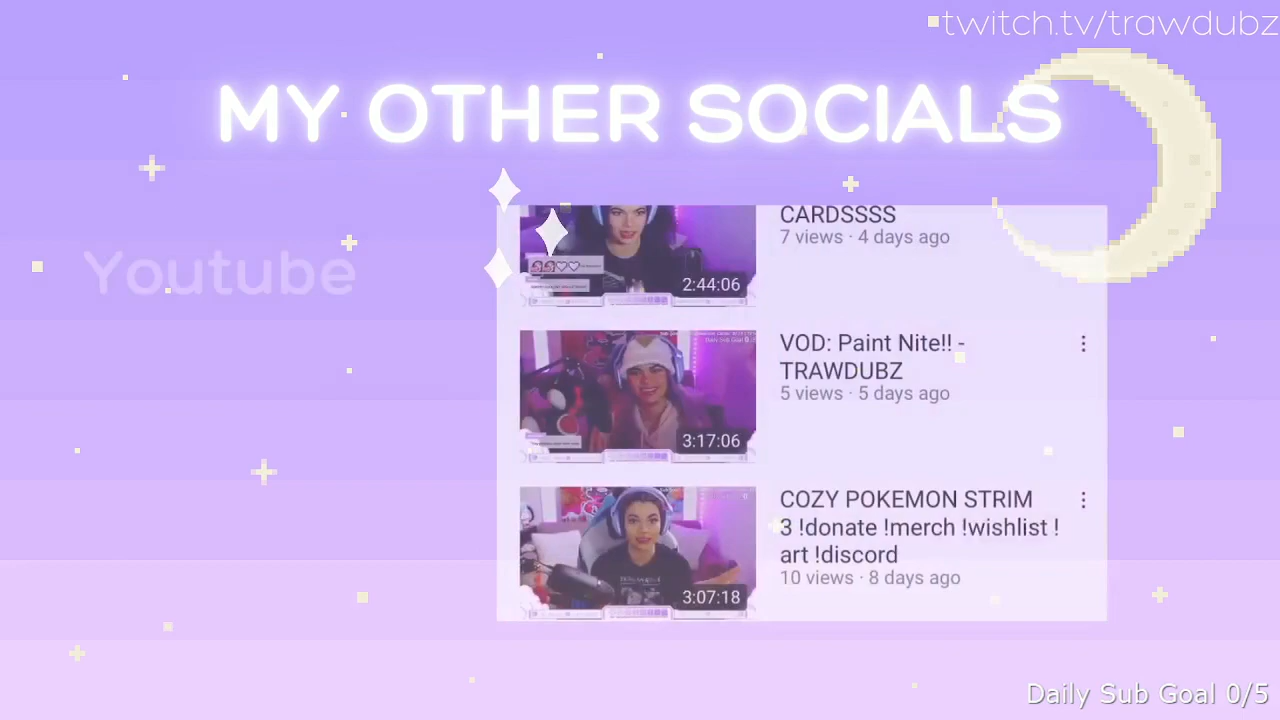 twitch.tv/trawdubz
MY OTHER SOCIALS
Youtube
CARDSSSS
7 views · 4 days ago
2:44:06
VOD: Paint Nite!! -
TRAWDUBZ
5 views · 5 days ago
3:17:06
COZY POKEMON STRIM
3 !donate !merch !wishlist !
art !discord
10 views · 8 days ago
3:07:18
Daily Sub Goal 0/5